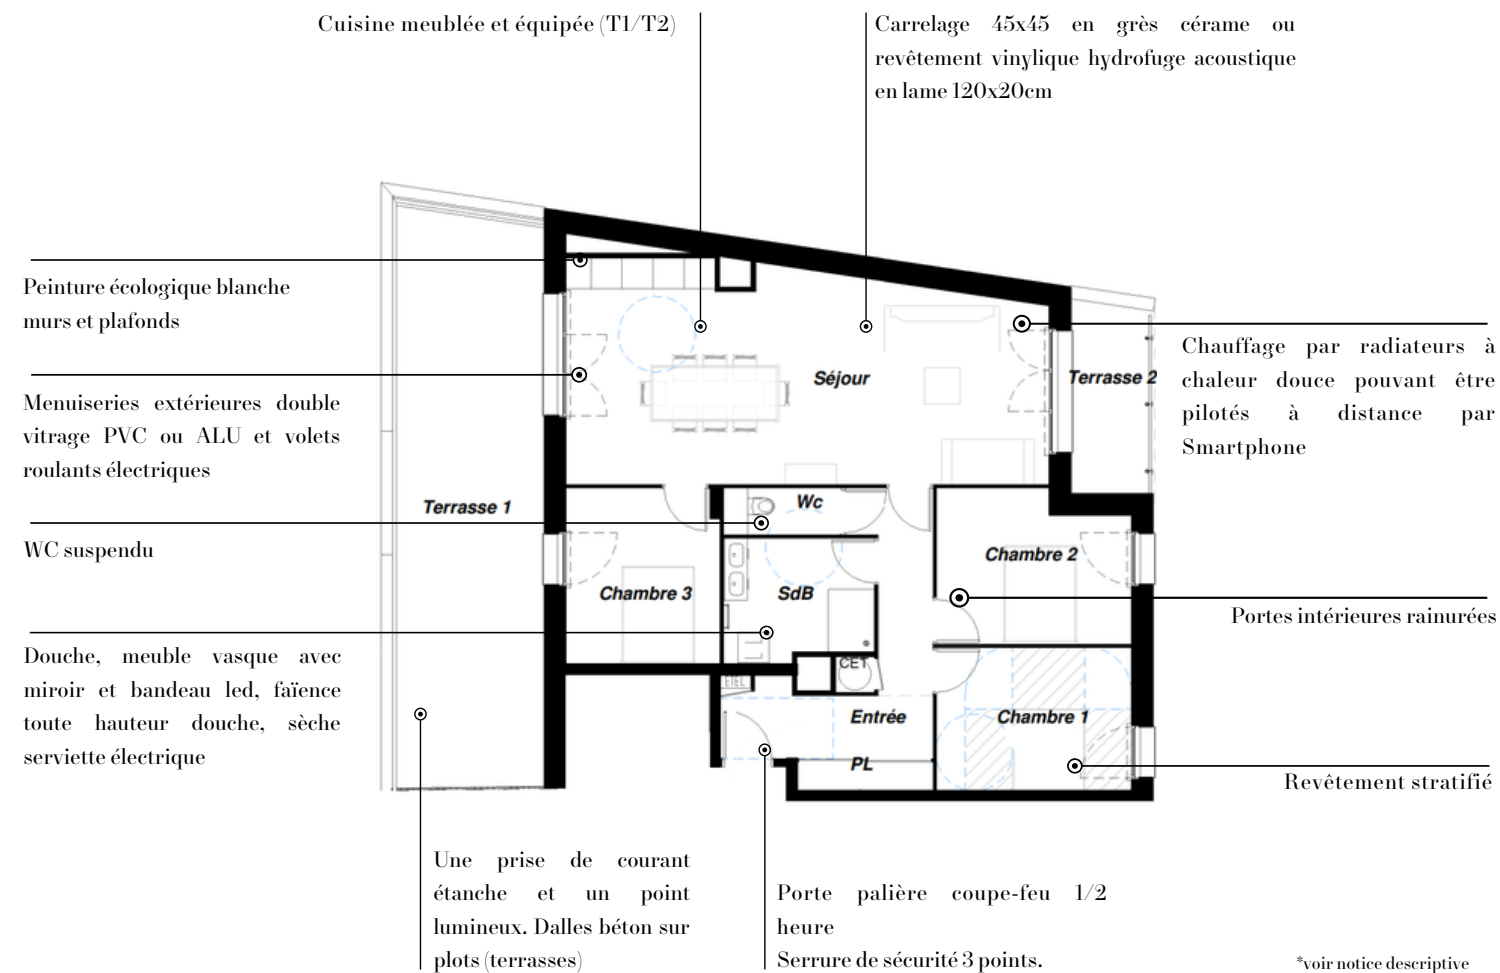 Cuisine meublée et équipée (T1/T2)
Carrelage 45x45 en grès cérame ou
revêtement vinylique hydrofuge acoustique
en lame 120x20cm
Peinture écologique blanche
murs et plafonds
Menuiseries extérieures double
vitrage PVC ou ALU et volets
roulants électriques
WC suspendu
Douche, meuble vasque avec
miroir et bandeau led, faïence
toute hauteur douche, sèche
serviette électrique
Séjour
Terrasse 2
Terrasse 1
Wc
Chambre 2
Chambre 3
SdB
CET
ETEL
Entrée
Chambre 1
PL
Chauffage par radiateurs à
chaleur douce pouvant être
pilotés à distance par
Smartphone
Portes intérieures rainurées
Revêtement stratifié
Une prise de courant
étanche et un point
lumineux. Dalles béton sur
plots (terrasses)
Porte palière coupe-feu 1/2
heure
Serrure de sécurité 3 points.
*voir notice descriptive